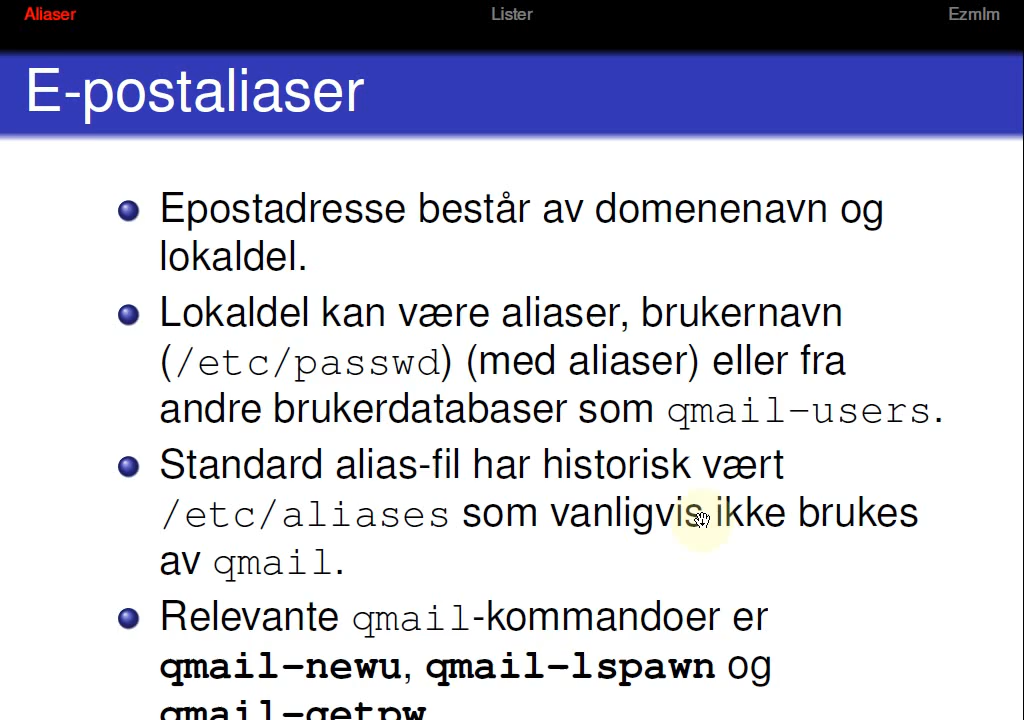 Aliaser Lister Ezmlm
E-postaliaser
Epostadresse består av domenenavn og
lokaldel.
Lokaldel kan være aliaser, brukernavn
(/etc/passwd) (med aliaser) eller fra
andre brukerdatabaser som qmail-users.
Standard alias-fil har historisk vært
/etc/aliases som vanligvis ikke brukes
av qmail.
Relevante qmail-kommandoer er
qmail-newu, qmail-lspawn og
qmail-getpw